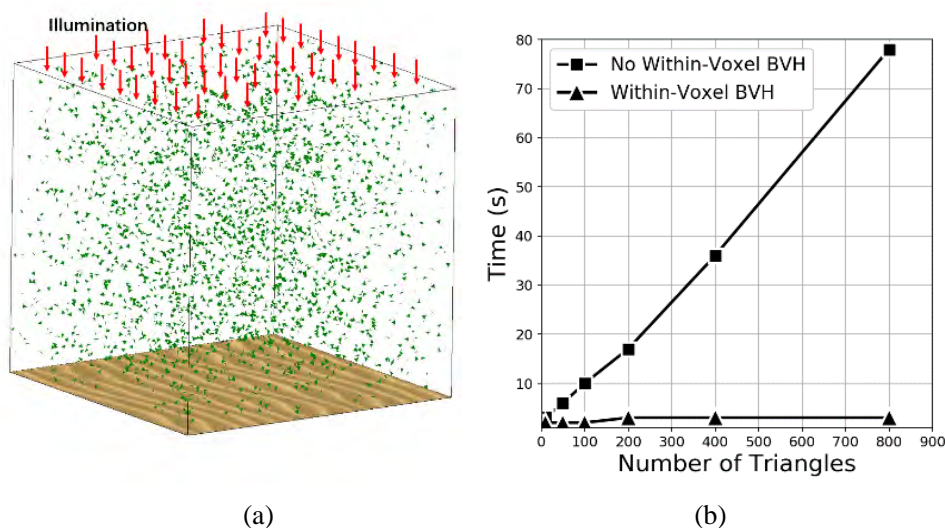 Illumination
80
70
60
50
40
30
20
10
0 100 200 300 400 500 600 700 800 900
Time (s)
Number of Triangles
No Within-Voxel BVH
Within-Voxel BVH
(a)
(b)